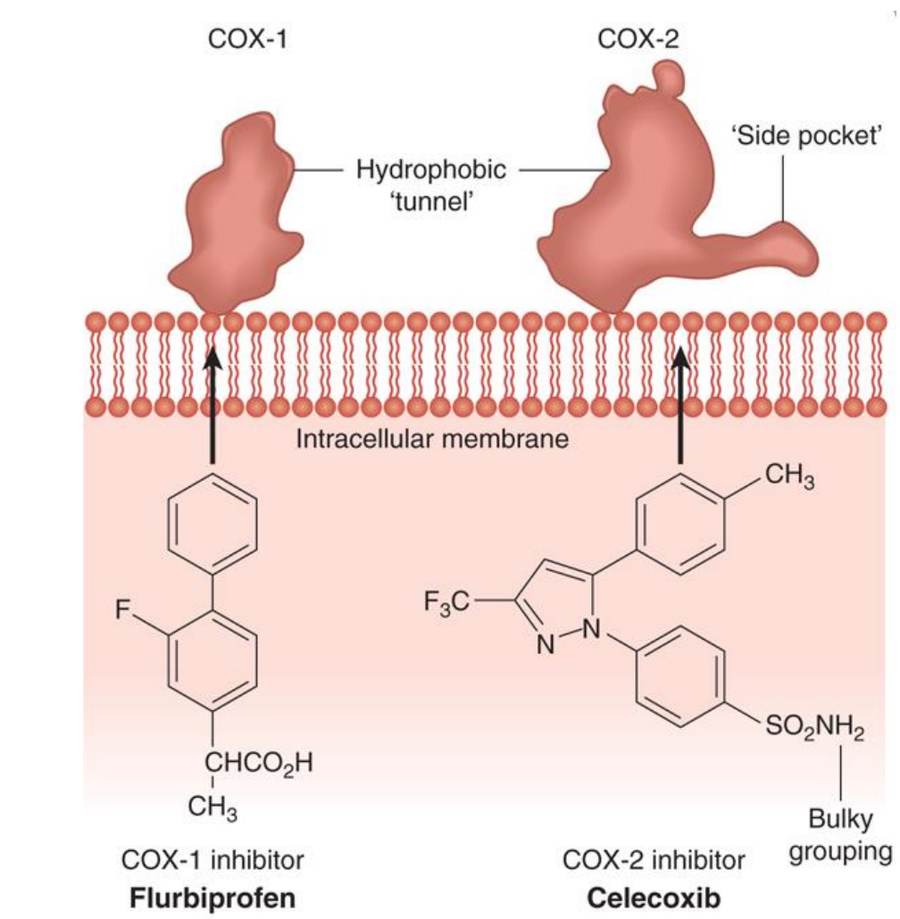 1
COX-1
COX-2
'Side pocket'
Hydrophobic
'tunnel'
Intracellular membrane
CH₃
F
F₃C
N
N
SO₂NH₂
CHCO₂H
CH₃
Bulky
grouping
COX-1 inhibitor
Flurbiprofen
COX-2 inhibitor
Celecoxib